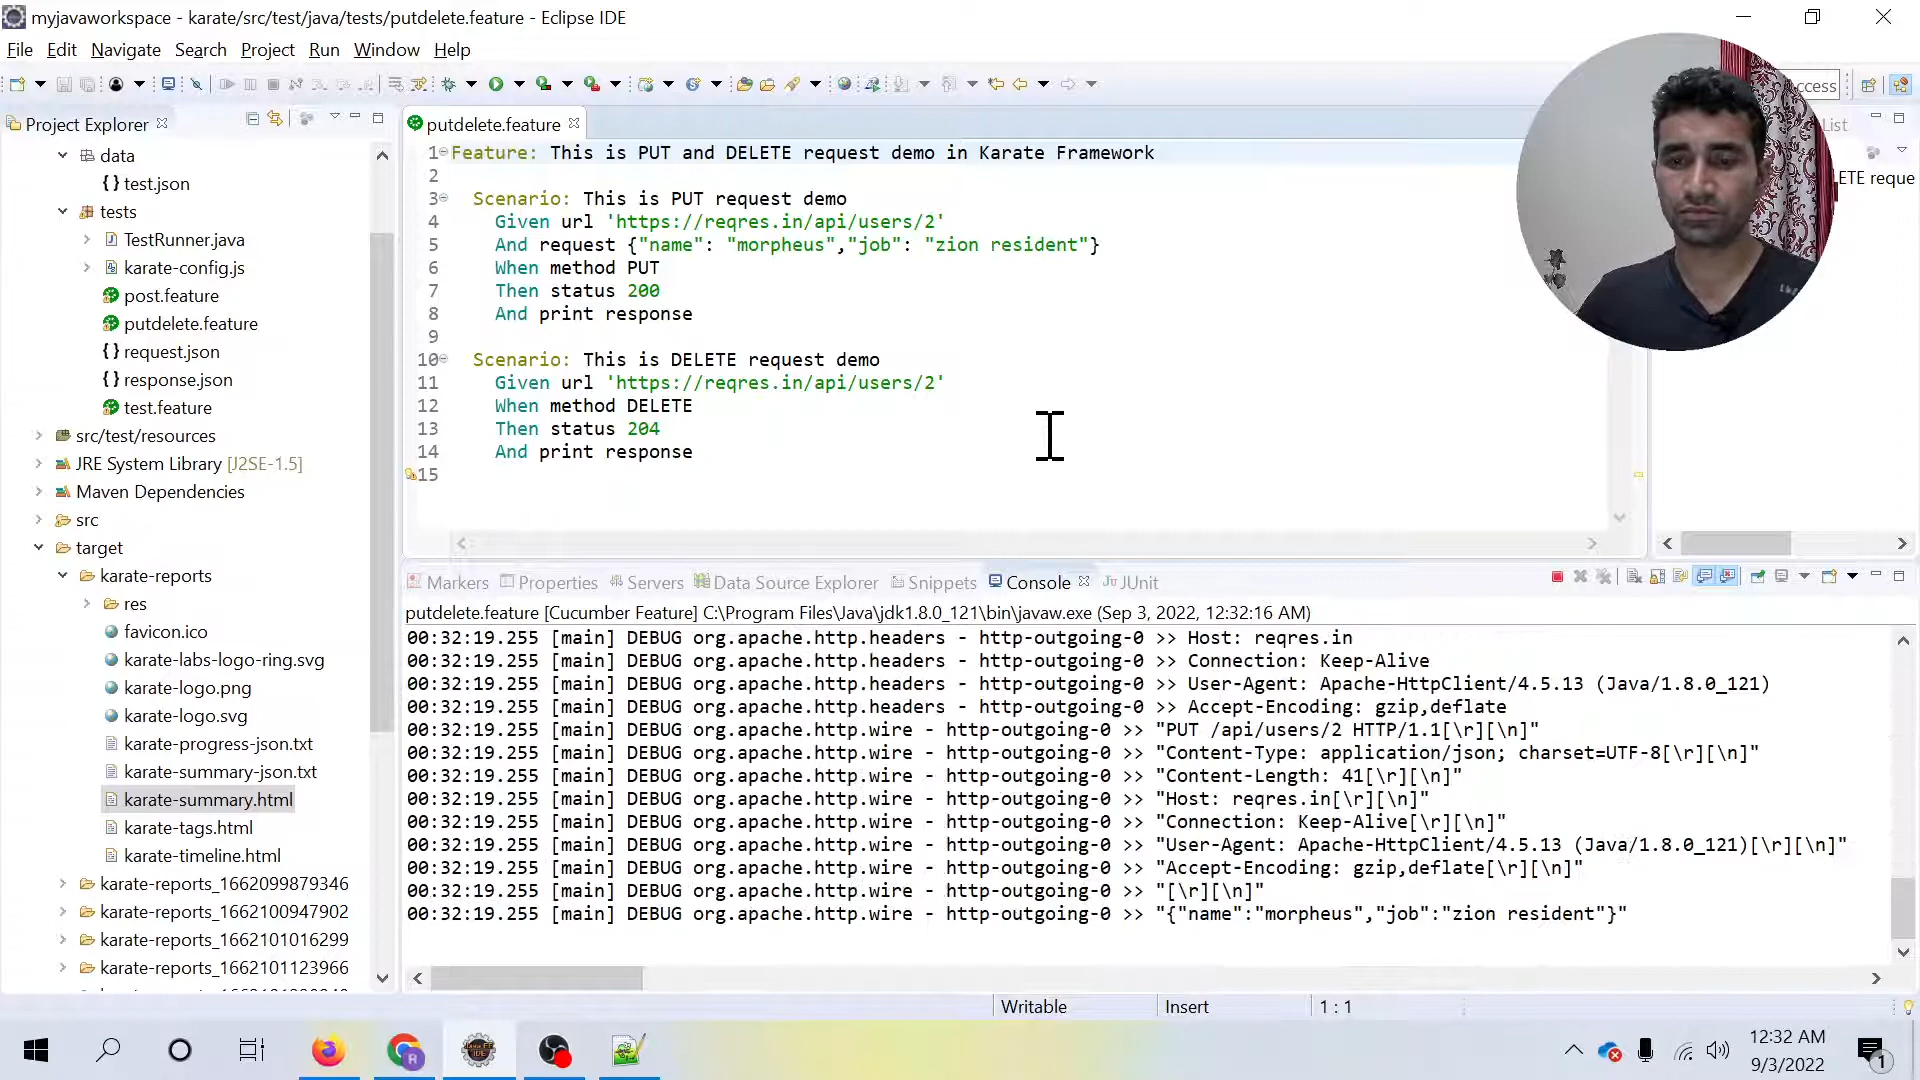 myjavaworkspace - karate/src/test/java/tests/putdelete.feature - Eclipse IDE
File Edit Navigate Search Project Run Window Help
Project Explorer
data
test.json
tests
TestRunner.java
karate-config.js
post.feature
putdelete.feature
request.json
response.json
test.feature
src/test/resources
JRE System Library [J2SE-1.5]
Maven Dependencies
src
target
karate-reports
res
favicon.ico
karate-labs-logo-ring.svg
karate-logo.png
karate-logo.svg
karate-progress-json.txt
karate-summary-json.txt
karate-summary.html
karate-tags.html
karate-timeline.html
karate-reports_1662099879346
karate-reports_1662100947902
karate-reports_1662101016299
karate-reports_1662101123966
putdelete.feature
1 Feature: This is PUT and DELETE request demo in Karate Framework
2
3 Scenario: This is PUT request demo
4 Given url 'https://reqres.in/api/users/2'
5 And request {"name": "morpheus","job": "zion resident"}
6 When method PUT
7 Then status 200
8 And print response
9
10 Scenario: This is DELETE request demo
11 Given url 'https://reqres.in/api/users/2'
12 When method DELETE
13 Then status 204
14 And print response
15
ccess
List
ETE reque
Markers Properties Servers Data Source Explorer Snippets Console JUnit
putdelete.feature [Cucumber Feature] C:\Program Files\Java\jdk1.8.0_121\bin\javaw.exe (Sep 3, 2022, 12:32:16 AM)
00:32:19.255 [main] DEBUG org.apache.http.headers - http-outgoing-0 >> Host: reqres.in
00:32:19.255 [main] DEBUG org.apache.http.headers - http-outgoing-0 >> Connection: Keep-Alive
00:32:19.255 [main] DEBUG org.apache.http.headers - http-outgoing-0 >> User-Agent: Apache-HttpClient/4.5.13 (Java/1.8.0_121)
00:32:19.255 [main] DEBUG org.apache.http.headers - http-outgoing-0 >> Accept-Encoding: gzip,deflate
00:32:19.255 [main] DEBUG org.apache.http.wire - http-outgoing-0 >> "PUT /api/users/2 HTTP/1.1[\r][\n]"
00:32:19.255 [main] DEBUG org.apache.http.wire - http-outgoing-0 >> "Content-Type: application/json; charset=UTF-8[\r][\n]"
00:32:19.255 [main] DEBUG org.apache.http.wire - http-outgoing-0 >> "Content-Length: 41[\r][\n]"
00:32:19.255 [main] DEBUG org.apache.http.wire - http-outgoing-0 >> "Host: reqres.in[\r][\n]"
00:32:19.255 [main] DEBUG org.apache.http.wire - http-outgoing-0 >> "Connection: Keep-Alive[\r][\n]"
00:32:19.255 [main] DEBUG org.apache.http.wire - http-outgoing-0 >> "User-Agent: Apache-HttpClient/4.5.13 (Java/1.8.0_121)[\r][\n]"
00:32:19.255 [main] DEBUG org.apache.http.wire - http-outgoing-0 >> "Accept-Encoding: gzip,deflate[\r][\n]"
00:32:19.255 [main] DEBUG org.apache.http.wire - http-outgoing-0 >> "[\r][\n]"
00:32:19.255 [main] DEBUG org.apache.http.wire - http-outgoing-0 >> "{"name":"morpheus","job":"zion resident"}"
Writable Insert 1 : 1
12:32 AM
9/3/2022
1